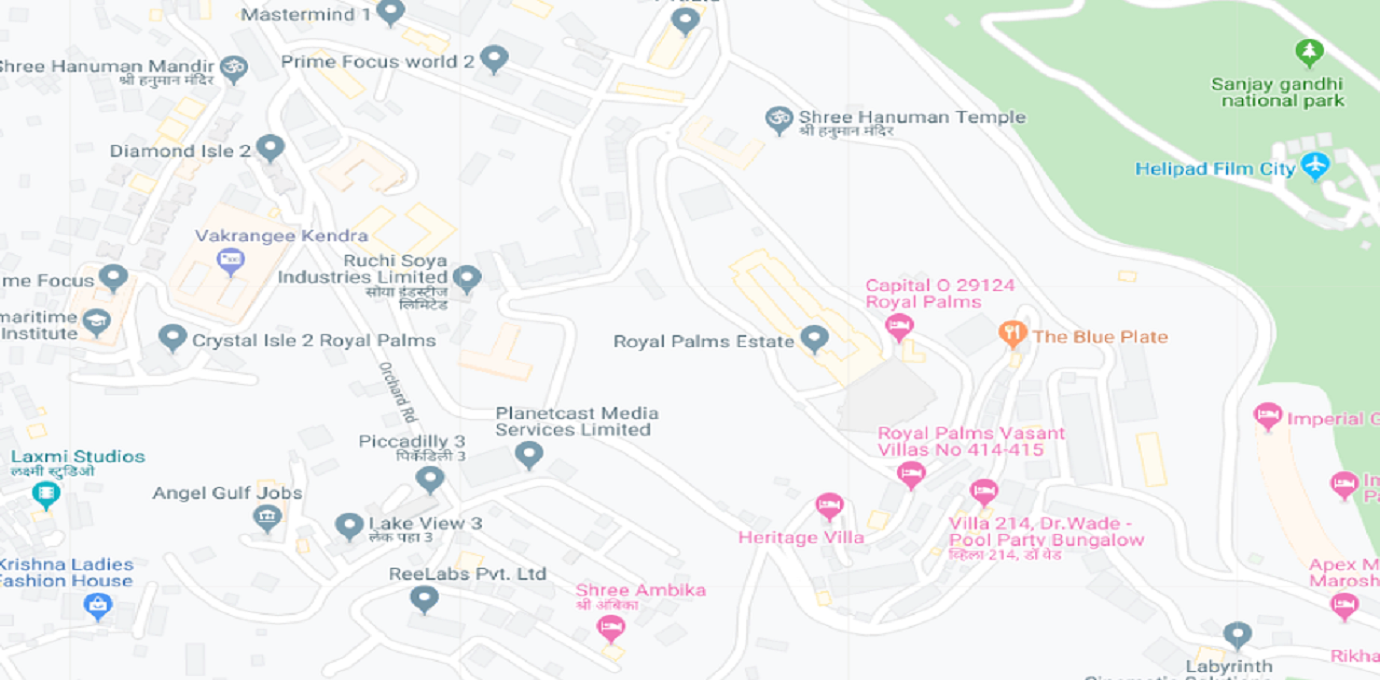 Mastermind 1
Shree Hanuman Mandir
श्री हनुमान मंदिर
Prime Focus world 2
Sanjay gandhi
national park
Shree Hanuman Temple
श्री हनुमान मंदिर
Diamond Isle 2
Helipad Film City
Vakrangee Kendra
Ruchi Soya
Industries Limited
सोया इंडस्ट्रीज
लिमिटेड
me Focus
maritime
Institute
Crystal Isle 2 Royal Palms
Capital O 29124
Royal Palms
Royal Palms Estate
The Blue Plate
Orchard Rd
Planetcast Media
Services Limited
Imperial
Piccadilly 3
पिकॅडिली 3
Royal Palms Vasant
Villas No 414-415
Laxmi Studios
लक्ष्मी स्टुडिओ
Angel Gulf Jobs
Lake View 3
लेक पहा 3
Heritage Villa
Villa 214, Dr.Wade -
Pool Party Bungalow
व्हिला 214, डॉ वेड
Krishna Ladies
Fashion House
ReeLabs Pvt. Ltd
Shree Ambika
श्री अंबिका
Apex M
Marosh
Labyrinth
Rikha